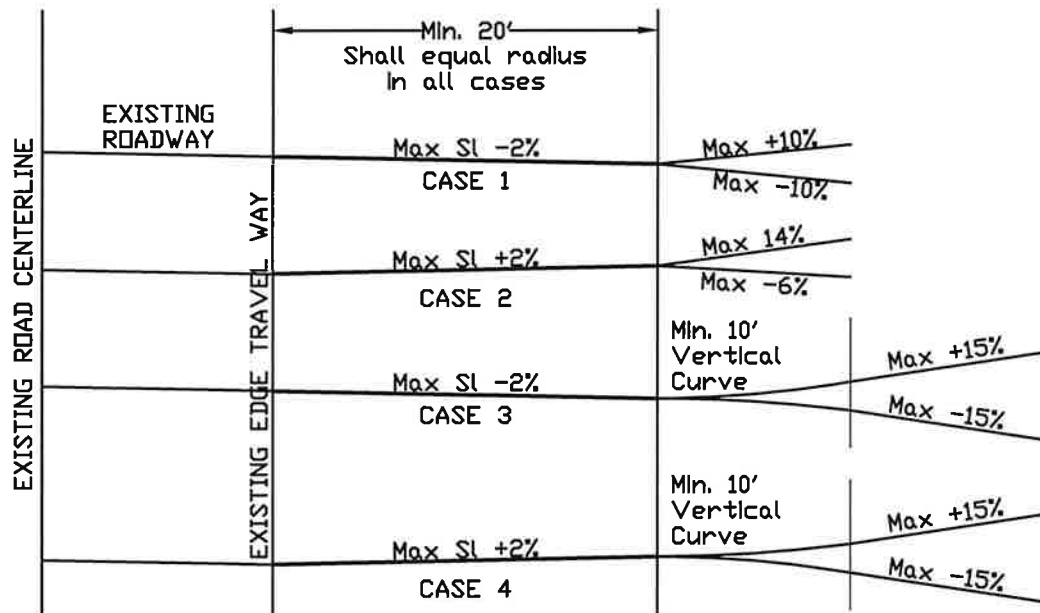 Min. 20'
Shall equal radius
in all cases
EXISTING
ROADWAY
EXISTING ROAD CENTERLINE
EXISTING EDGE TRAVEL WAY
Max Sl -2%
CASE 1
Max +10%
Max -10%
Max Sl +2%
CASE 2
Max 14%
Max -6%
Max Sl -2%
CASE 3
Min. 10'
Vertical
Curve
Max +15%
Max -15%
Max Sl +2%
CASE 4
Min. 10'
Vertical
Curve
Max +15%
Max -15%